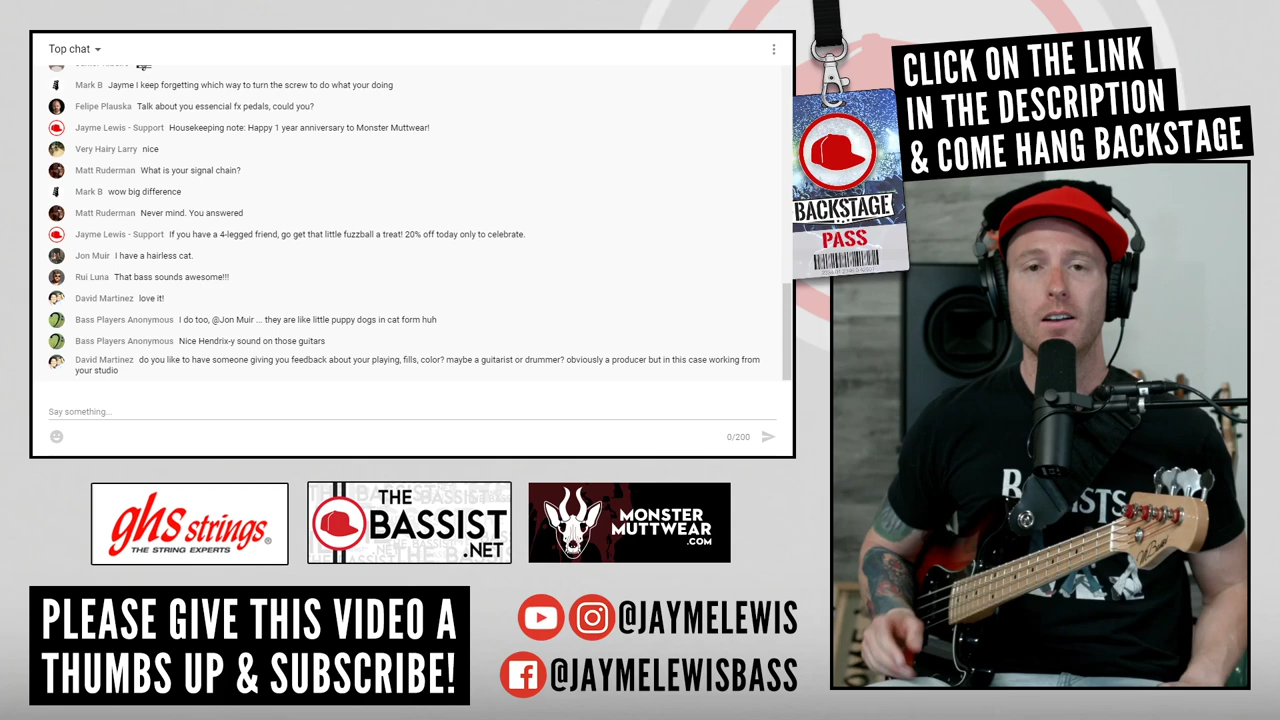 Top chat
Mark B Jayme I keep forgetting which way to turn the screw to do what your doing
Felipe Plauska Talk about you essencial fx pedals, could you?
Jayme Lewis - Support Housekeeping note: Happy 1 year anniversary to Monster Muttwear!
Very Hairy Larry nice
Matt Ruderman What is your signal chain?
Mark B wow big difference
Matt Ruderman Never mind. You answered
Jayme Lewis - Support If you have a 4-legged friend, go get that little fuzzball a treat! 20% off today only to celebrate.
Jon Muir I have a hairless cat.
Rui Luna That bass sounds awesome!!!
David Martinez love it!
Bass Players Anonymous I do too, @Jon Muir ... they are like little puppy dogs in cat form huh
Bass Players Anonymous Nice Hendrix-y sound on those guitars
David Martinez do you like to have someone giving you feedback about your playing, fills, color? maybe a guitarist or drummer? obviously a producer but in this case working from
your studio
Say something...
0/200
CLICK ON THE LINK
IN THE DESCRIPTION
& COME HANG BACKSTAGE
BACKSTAGE
PASS
ghs strings®
THE STRING EXPERTS
THE
BASSIST
.NET
MONSTER
MUTTWEAR
.COM
PLEASE GIVE THIS VIDEO A
THUMBS UP & SUBSCRIBE!
@JAYMELEWIS
@JAYMELEWISBASS